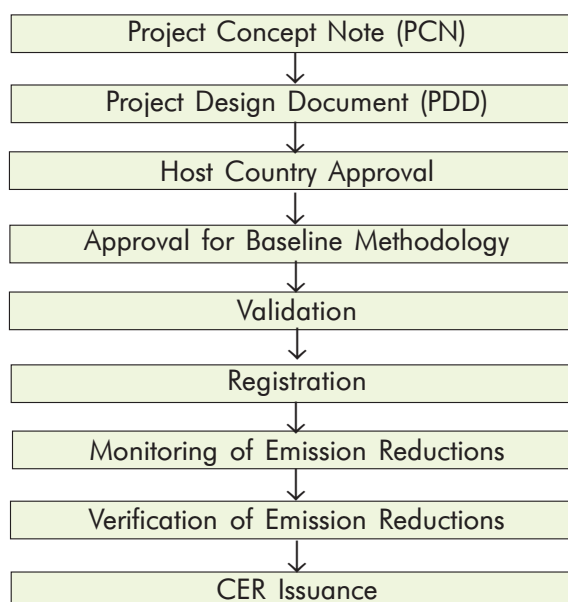 Project Concept Note (PCN)
Project Design Document (PDD)
Host Country Approval
Approval for Baseline Methodology
Validation
Registration
Monitoring of Emission Reductions
Verification of Emission Reductions
CER Issuance